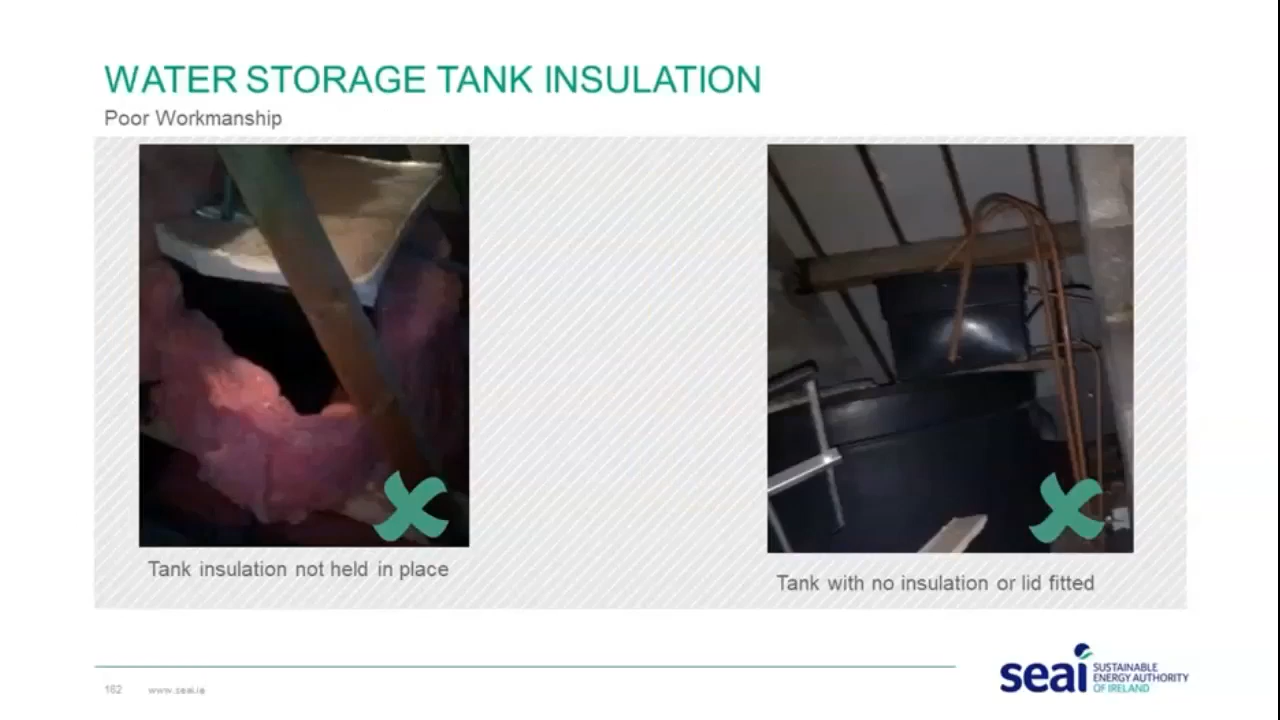 WATER STORAGE TANK INSULATION
Poor Workmanship
Tank insulation not held in place
Tank with no insulation or lid fitted
162
www.seai.ie
seai
SUSTAINABLE
ENERGY AUTHORITY
OF IRELAND